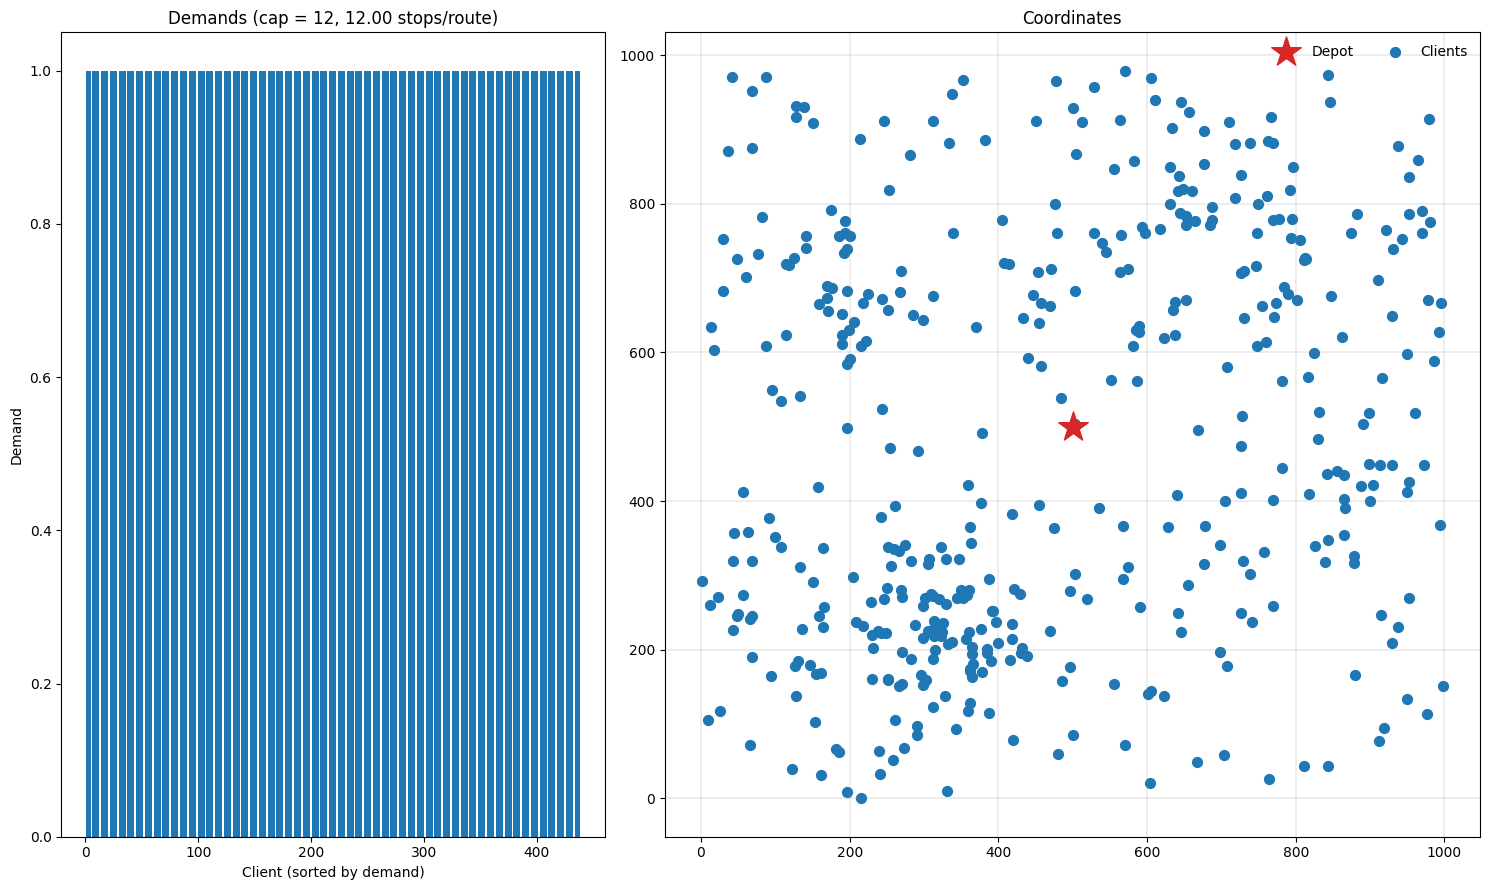 Demands (cap = 12, 12.00 stops/route)
1.0
0.8
0.6
0.4
0.2
0.0
Demand
0 100 200 300 400
Client (sorted by demand)
Coordinates
Depot Clients
1000
800
600
400
200
0
0 200 400 600 800 1000